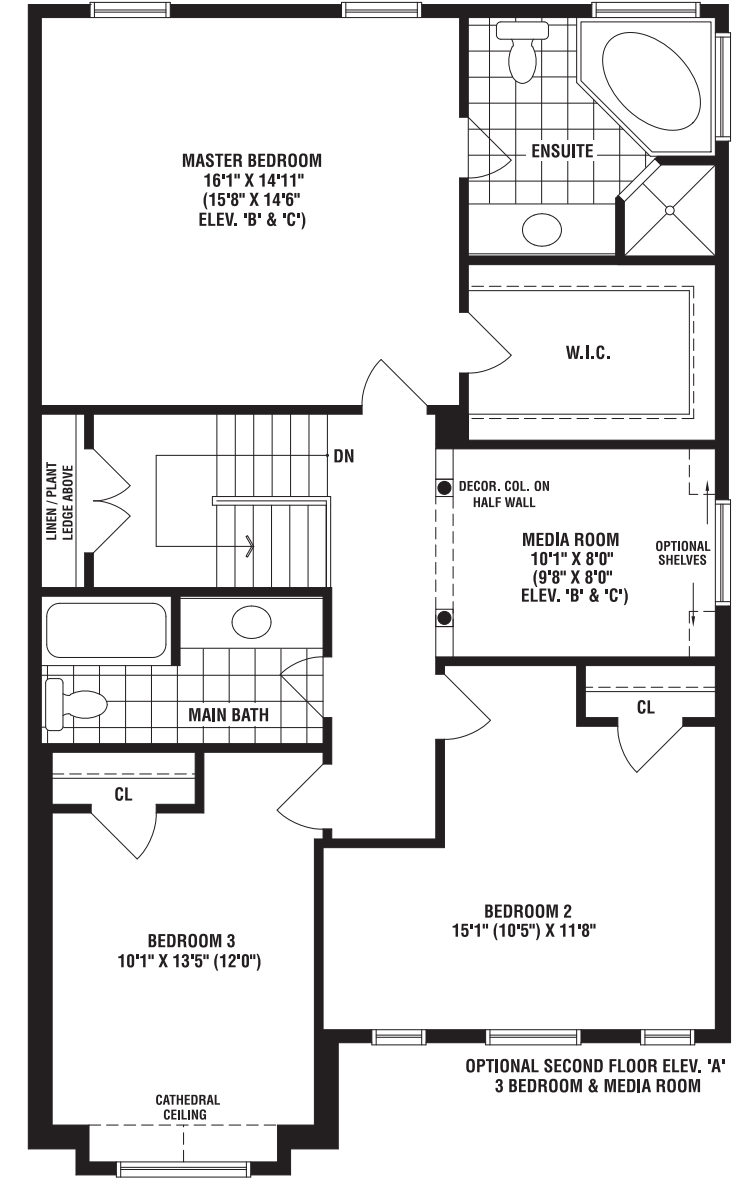 MASTER BEDROOM
16'1" X 14'11"
(15'8" X 14'6"
ELEV. 'B' & 'C')
ENSUITE
W.I.C.
LINEN / PLANT
LEDGE ABOVE
DN
DECOR. COL. ON
HALF WALL
MEDIA ROOM
10'1" X 8'0"
(9'8" X 8'0"
ELEV. 'B' & 'C')
OPTIONAL
SHELVES
MAIN BATH
CL
CL
BEDROOM 2
15'1" (10'5") X 11'8"
BEDROOM 3
10'1" X 13'5" (12'0")
CATHEDRAL
CEILING
OPTIONAL SECOND FLOOR ELEV. 'A'
3 BEDROOM & MEDIA ROOM